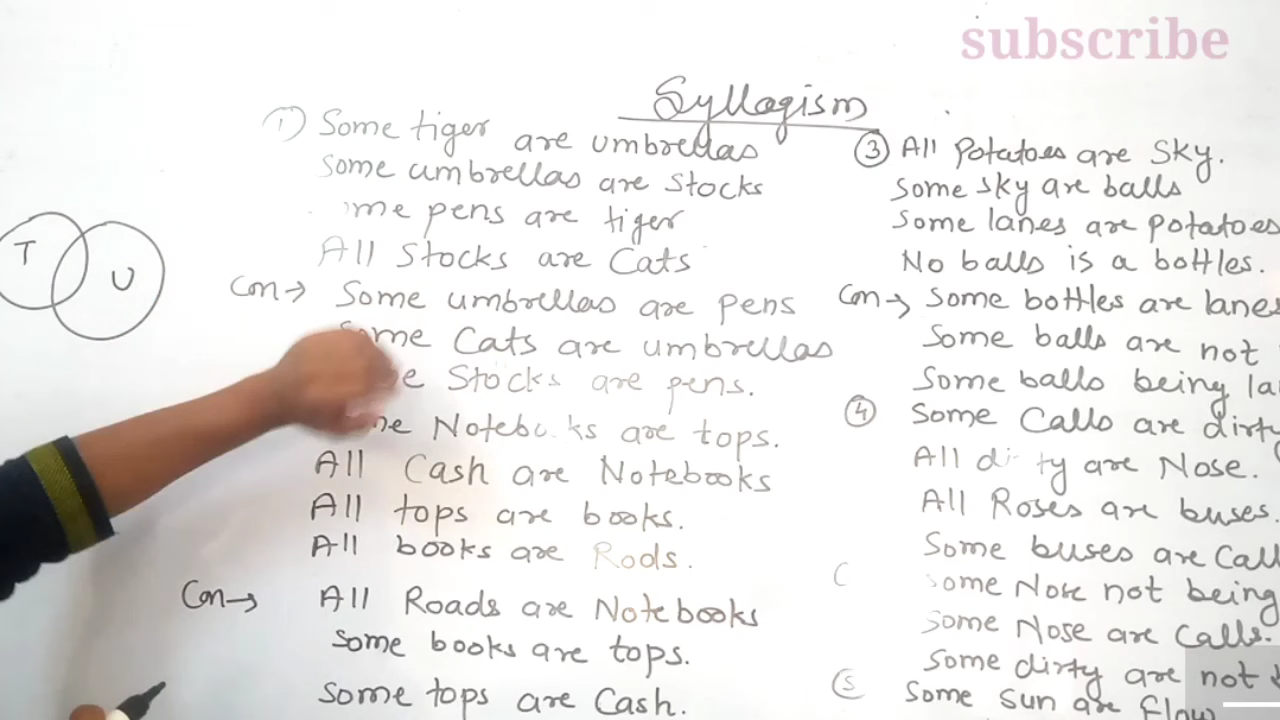 subscribe
Syllogism
① Some tiger are umbrellas
Some umbrellas are Stocks
me pens are tiger
All Stocks are Cats
Con→ Some umbrellas are pens
Some Cats are umbrellas
Stocks are pens.
Notebooks are tops.
All Cash are Notebooks
All tops are books.
All books are Rods.
Con→ All Roads are Notebooks
Some books are tops.
Some tops are Cash.
T U
③ All Potatoes are Sky.
Some sky are balls
Some lanes are potatoes
No balls is a bottles.
Con→ Some bottles are lanes
Some balls are not
Some balls being
④ Some Calls are dirty
All dirty are Nose.
All Roses are buses.
Some buses are Call
Some Nose not being
Some Nose are Calls.
Some dirty are not
⑤ Some Sun are flow